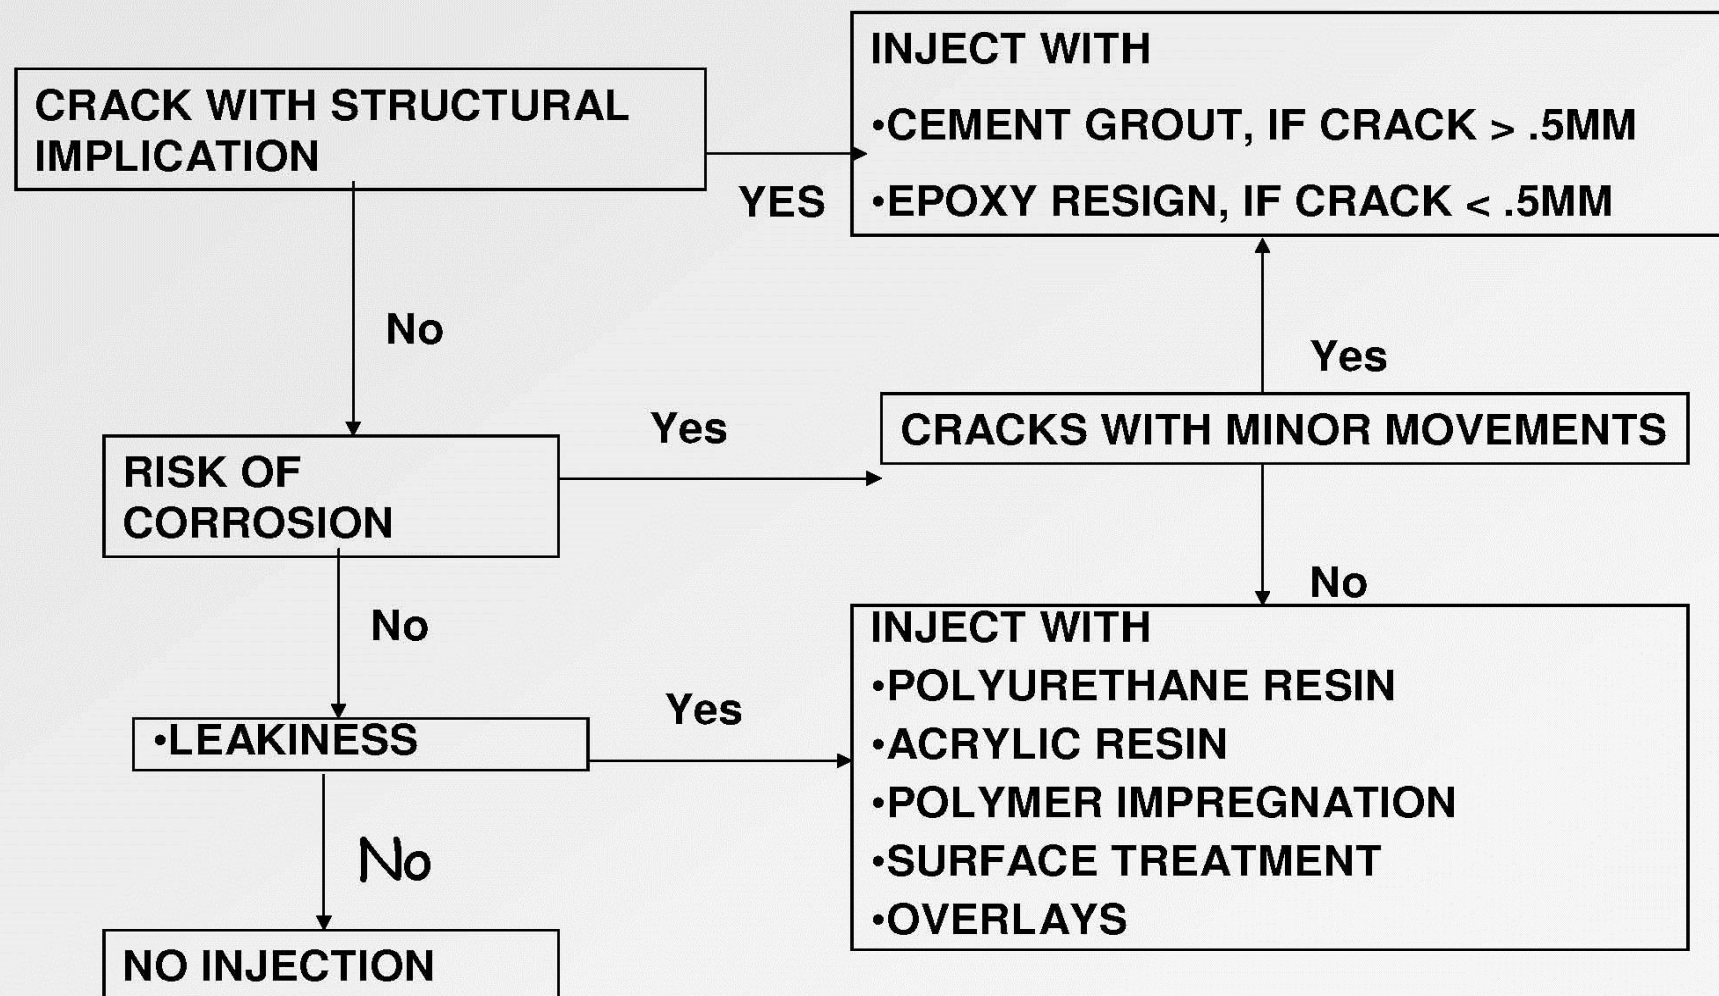 CRACK WITH STRUCTURAL
IMPLICATION
YES
INJECT WITH
•CEMENT GROUT, IF CRACK > .5MM
•EPOXY RESIGN, IF CRACK < .5MM
No
Yes
RISK OF
CORROSION
Yes
CRACKS WITH MINOR MOVEMENTS
No
No
•LEAKINESS
Yes
INJECT WITH
•POLYURETHANE RESIN
•ACRYLIC RESIN
•POLYMER IMPREGNATION
•SURFACE TREATMENT
•OVERLAYS
No
NO INJECTION